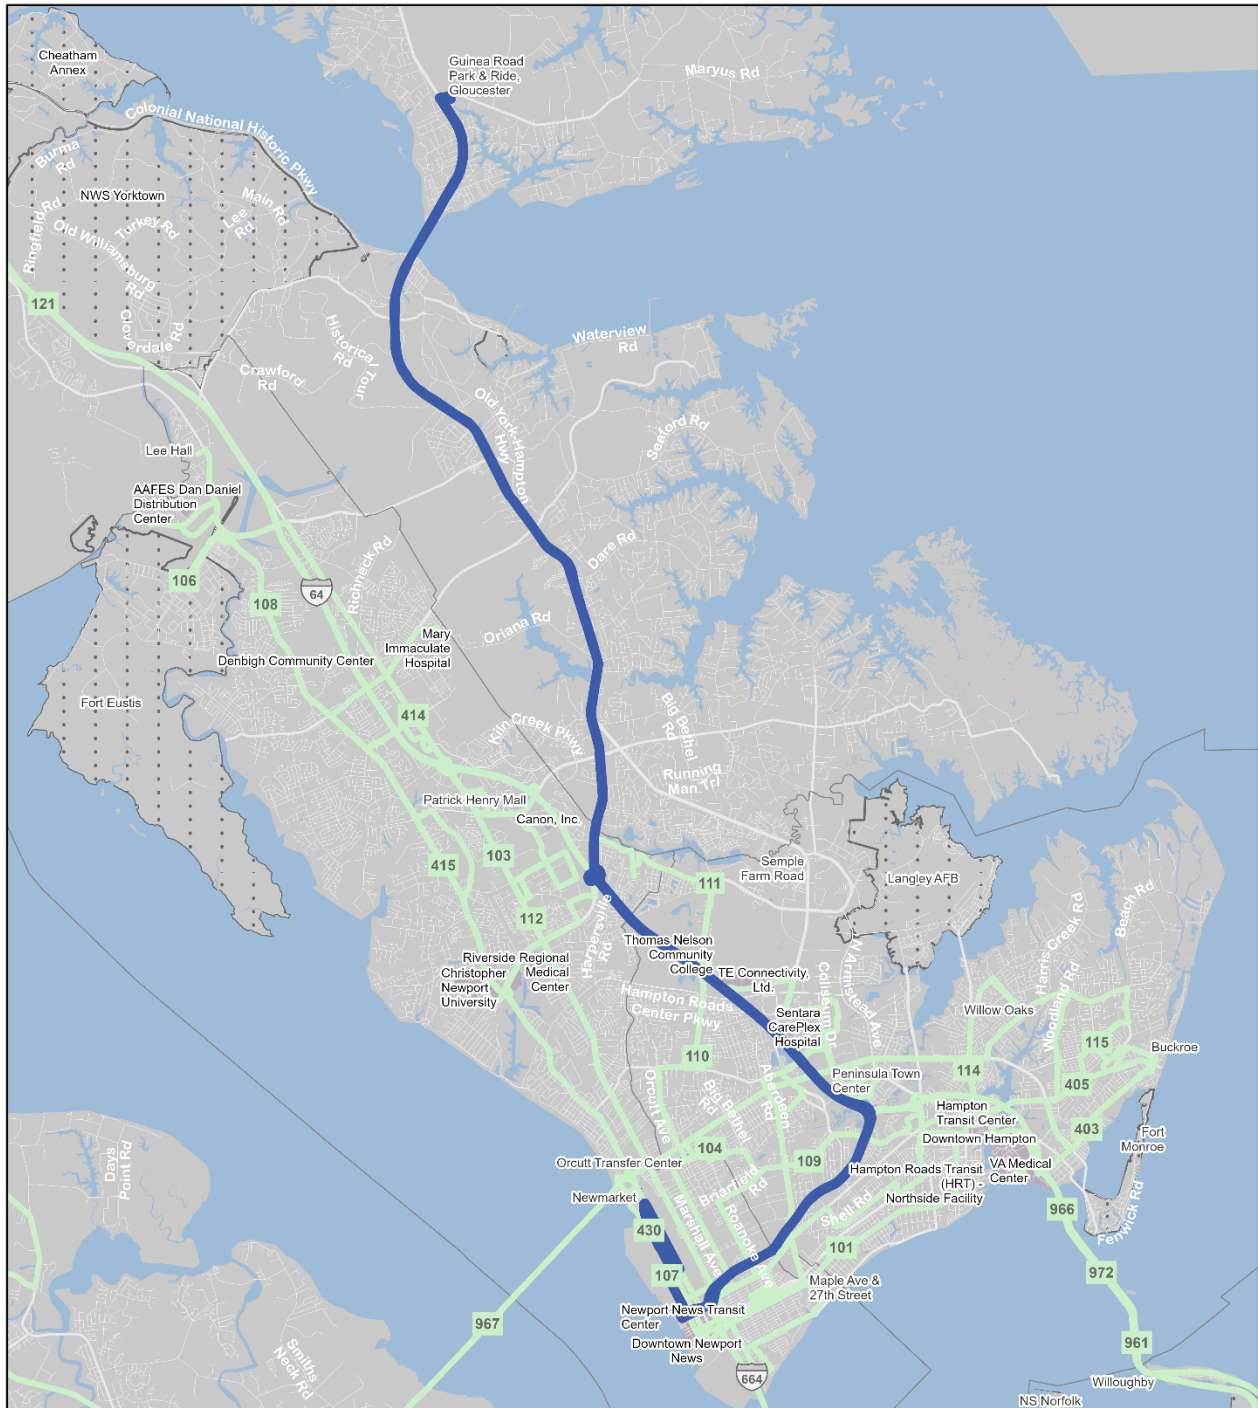 Cheatham
Annex
Guinea Road
Park & Ride,
Gloucester
Maryus Rd
Colonial National Historic Pkwy
Burma
Rd
NWS Yorktown
Main Rd
Lee
Rd
Turkey Rd
Ringfield Rd
Old Williamsburg
Rd
Cloverdale
Rd
121
Historical Tour
Rd
Crawford
Rd
Waterview
Rd
Old York-Hampton
Hwy
Seaford Rd
Lee Hall
AAFES Dan Daniel
Distribution
Center
Dare Rd
Richneck Rd
106
108
64
Oriana Rd
Mary
Immaculate
Hospital
Denbigh Community Center
Fort Eustis
414
Kiln Creek Pkwy
Big Bethel
Rd
Running
Man Trl
Patrick Henry Mall
Canon, Inc.
415
103
112
111
Semple
Farm Road
Langley AFB
Harpersville
Rd
Thomas Nelson
Community
College
TE Connectivity,
Ltd.
Riverside Regional
Medical
Center
Christopher
Newport
University
Hampton Roads
Center Pkwy
Coliseum Dr
N Armistead Ave
Sentara
CarePlex
Hospital
Harris Creek Rd
Beach Rd
Woodland Rd
Willow Oaks
Buckroe
115
110
114
405
403
Peninsula Town
Center
Orcutt Ave
Big Bethel
Rd
Aberdeen
Rd
Hampton
Transit Center
Downtown Hampton
Fort
Monroe
104
109
Orcutt Transfer Center
Hampton Roads Transit
(HRT) -
Northside Facility
VA Medical
Center
Days
Point Rd
Newmarket
Briarfield
Rd
Marshall Ave
Roanoke Ave
Shell Rd
Fenwick Rd
430
101
966
107
972
Maple Ave &
27th Street
Newport News Transit
Center
Downtown Newport
News
967
961
Smiths
Neck Rd
664
Willoughby
NS Norfolk